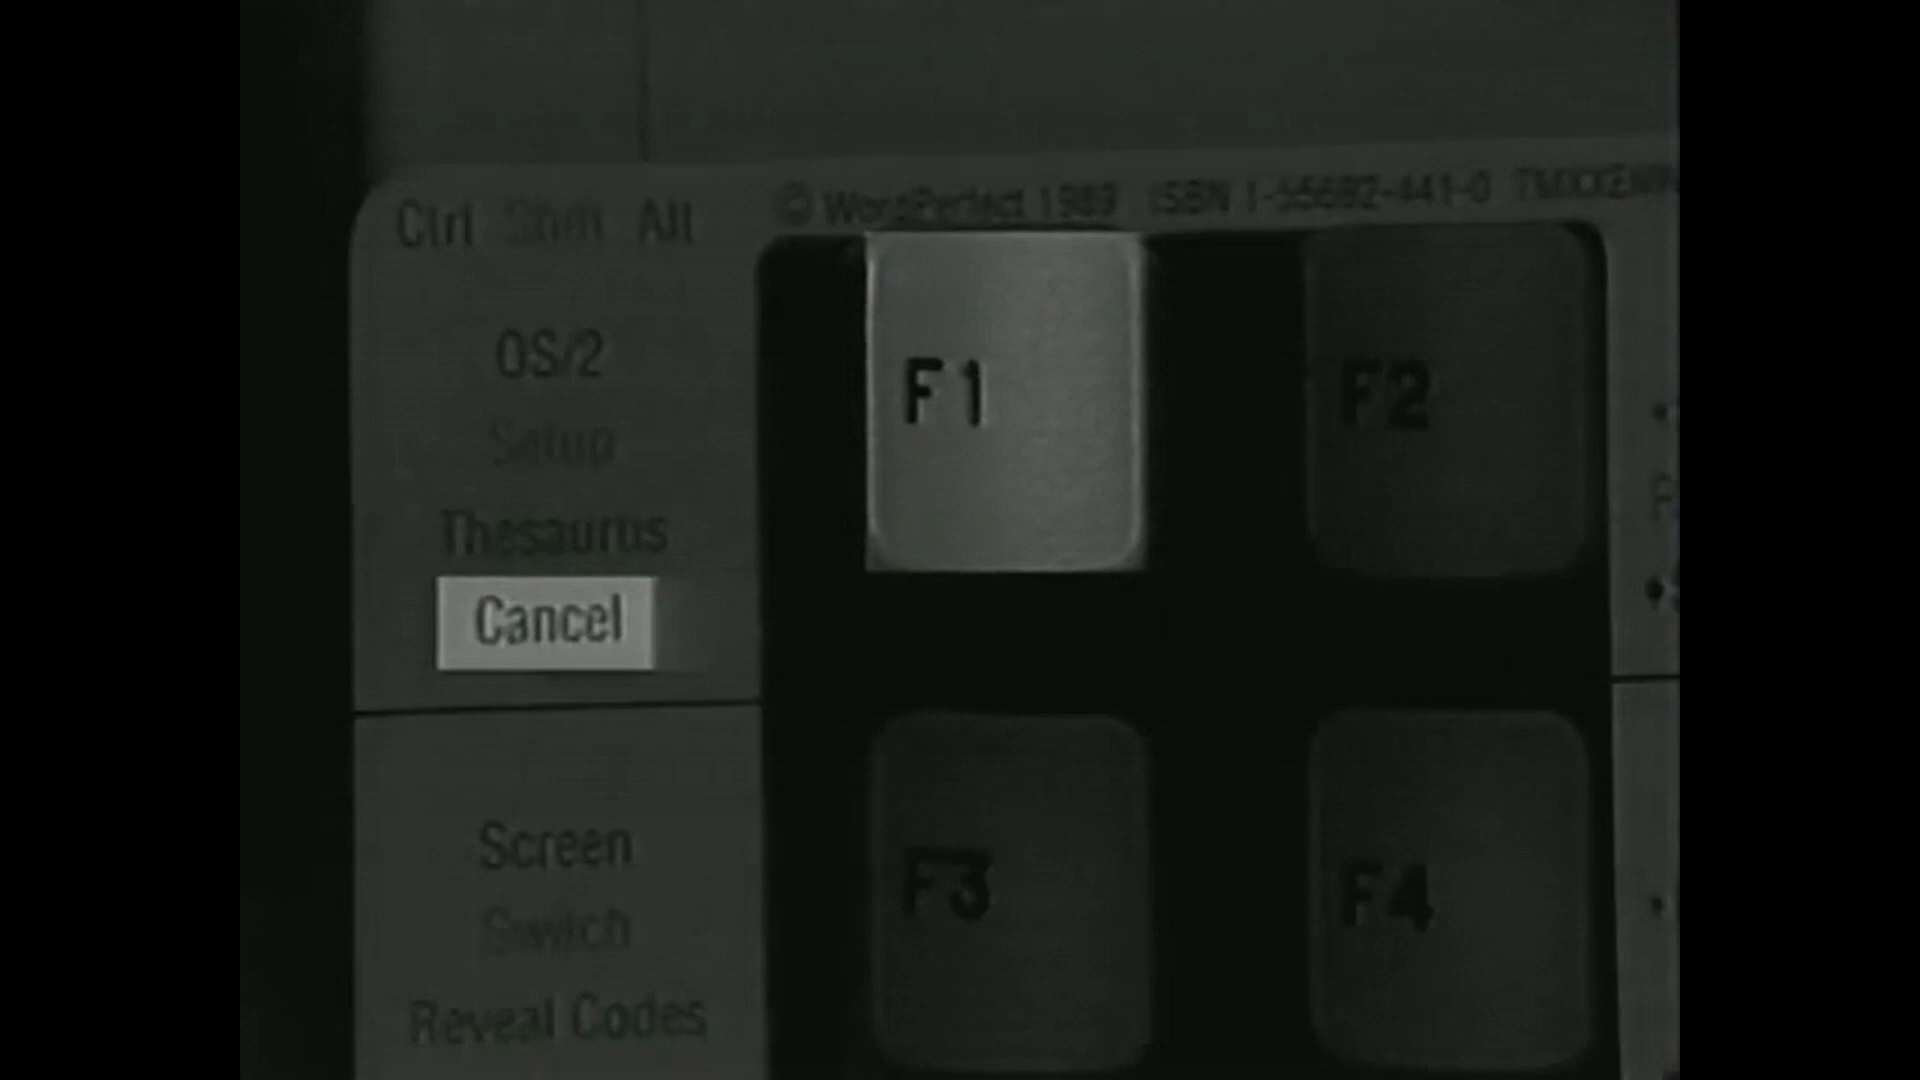 Ctrl Shift Alt
© WordPerfect 1989 ISBN 1-55692-441-0
OS/2
Setup
Thesaurus
Cancel
F1
F2
Screen
Switch
Reveal Codes
F3
F4